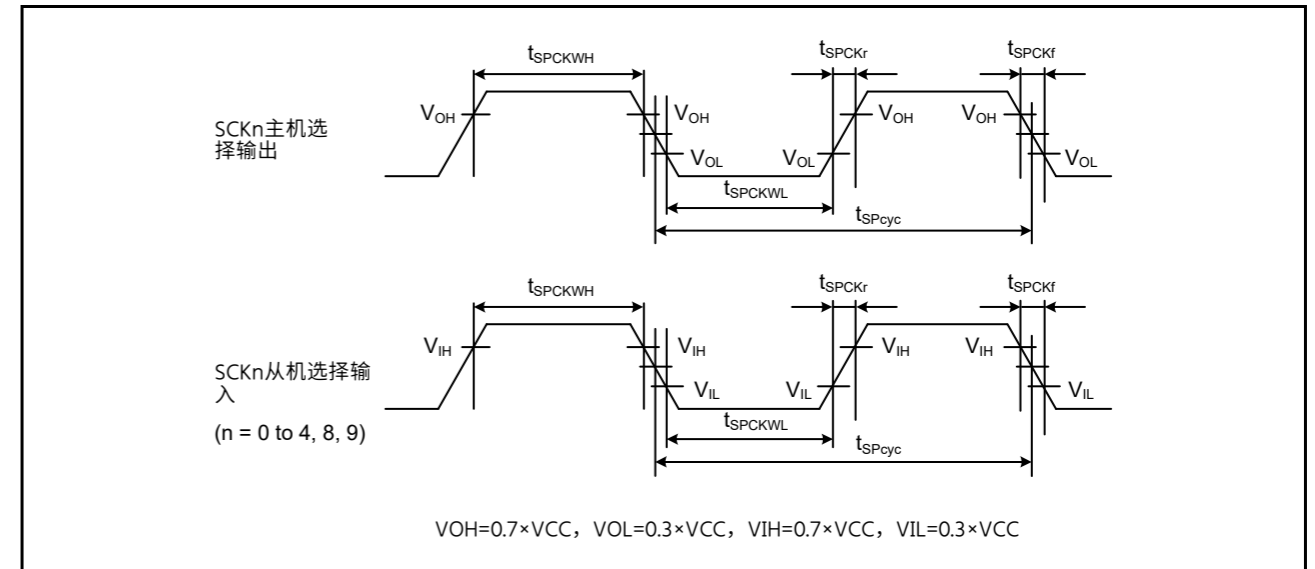 tSPCKWH
tSPCKr
tSPCKf
SCKn主机选
择输出
VOH
VOH
VOH
VOH
VOL
VOL
VOL
tSPCKWL
tSPcyc
tSPCKWH
tSPCKr
tSPCKf
SCKn从机选择输
入
(n = 0 to 4, 8, 9)
VIH
VIH
VIH
VIH
VIL
VIL
VIL
tSPCKWL
tSPcyc
VOH=0.7×VCC，VOL=0.3×VCC，VIH=0.7×VCC，VIL=0.3×VCC